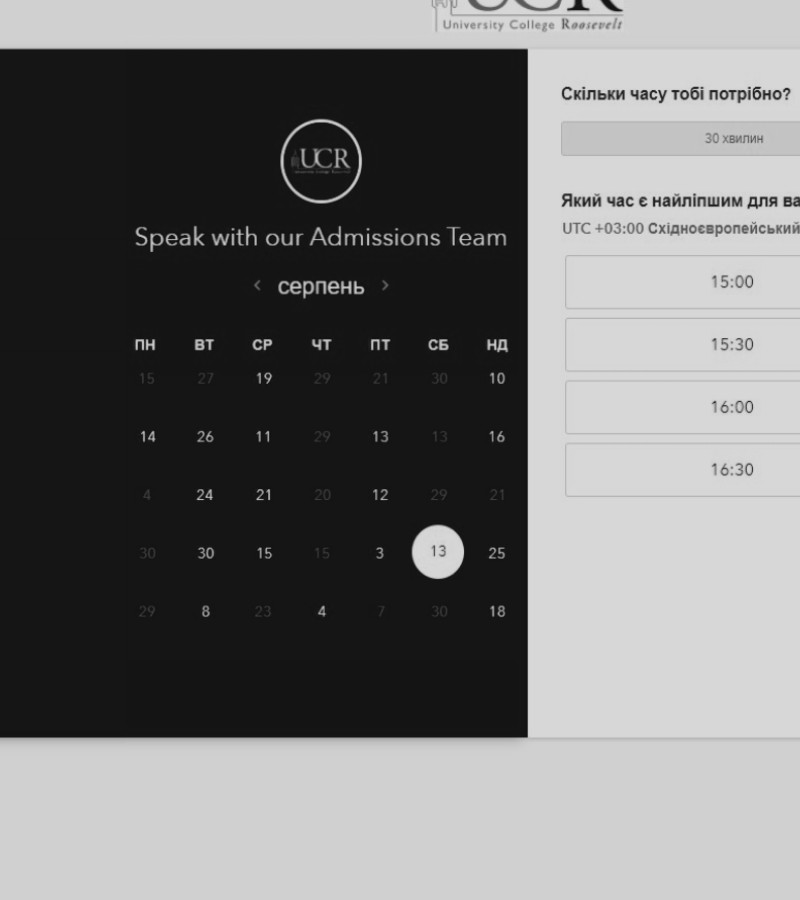 UCR
University College Roosevelt
UCR
Speak with our Admissions Team
< серпень >
ПН ВТ СР ЧТ ПТ СБ НД
15 27 19 29 21 30 10
14 26 11 29 13 13 16
4 24 21 20 12 29 21
30 30 15 15 3 13 25
29 8 23 4 7 30 18
Скільки часу тобі потрібно?
30 хвилин
Який час є найліпшим для ва
UTC +03:00 Східноєвропейський
15:00
15:30
16:00
16:30